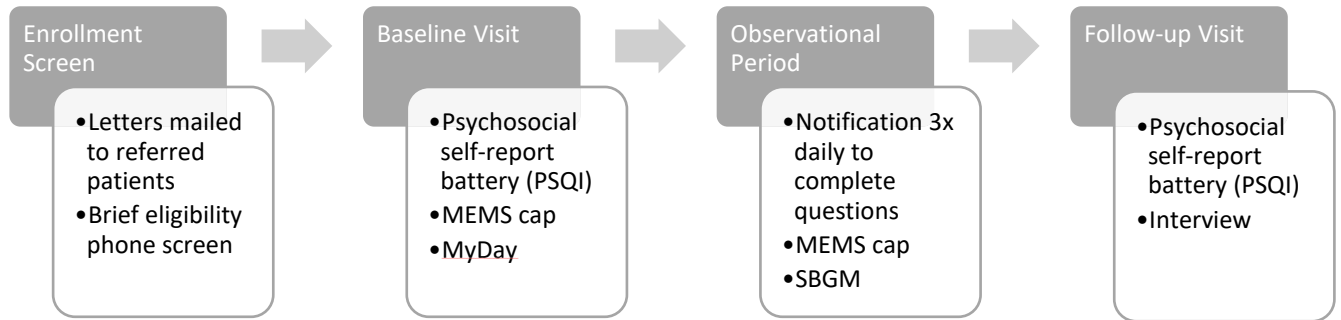 Enrollment
Screen
•Letters mailed
to referred
patients
•Brief eligibility
phone screen
Baseline Visit
•Psychosocial
self-report
battery (PSQI)
•MEMS cap
•MyDay
Observational
Period
•Notification 3x
daily to
complete
questions
•MEMS cap
•SBGM
Follow-up Visit
•Psychosocial
self-report
battery (PSQI)
•Interview